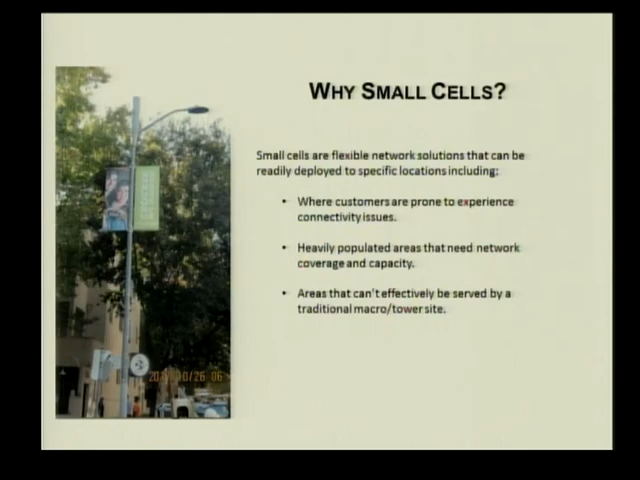 WHY SMALL CELLS?
Small cells are flexible network solutions that can be
readily deployed to specific locations including:
• Where customers are prone to experience
connectivity issues.
• Heavily populated areas that need network
coverage and capacity.
• Areas that can't effectively be served by a
traditional macro/tower site.